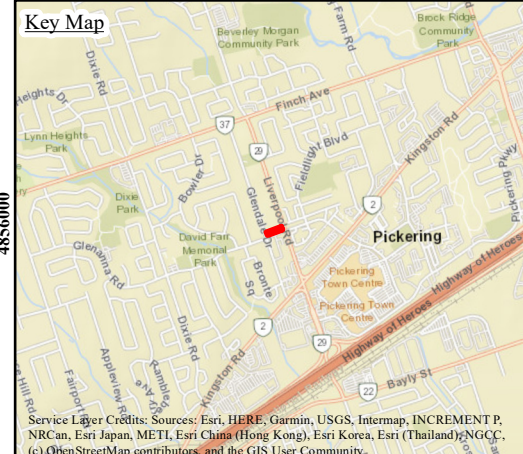 Key Map
Beverley Morgan
Community Park
Farm Rd
Brock Ridge
Community
Park
Dixie Rd
Heights Dr
Finch Ave
Lynn Heights
Park
37
29
Kingston Rd
Fieldlight Blvd
Bowler Dr
Liverpool Rd
Glendale Dr
Pickering Pkwy
Dixie
Park
2
4856000
David Farr
Memorial
Park
Pickering
Glenanna Rd
Bronte
Sq
Pickering
Town Centre
Pickering Town
Centre
Highway of Heroes
Dixie Rd
2
29
Highway of Heroes
Kingston Rd
Appleview Rd
Fairport Rd
22
Bayly St
Service Layer Credits: Sources: Esri, HERE, Garmin, USGS, Intermap, INCREMENT P,
NRCan, Esri Japan, METI, Esri China (Hong Kong), Esri Korea, Esri (Thailand), NGCC,
(c) OpenStreetMap contributors, and the GIS User Community